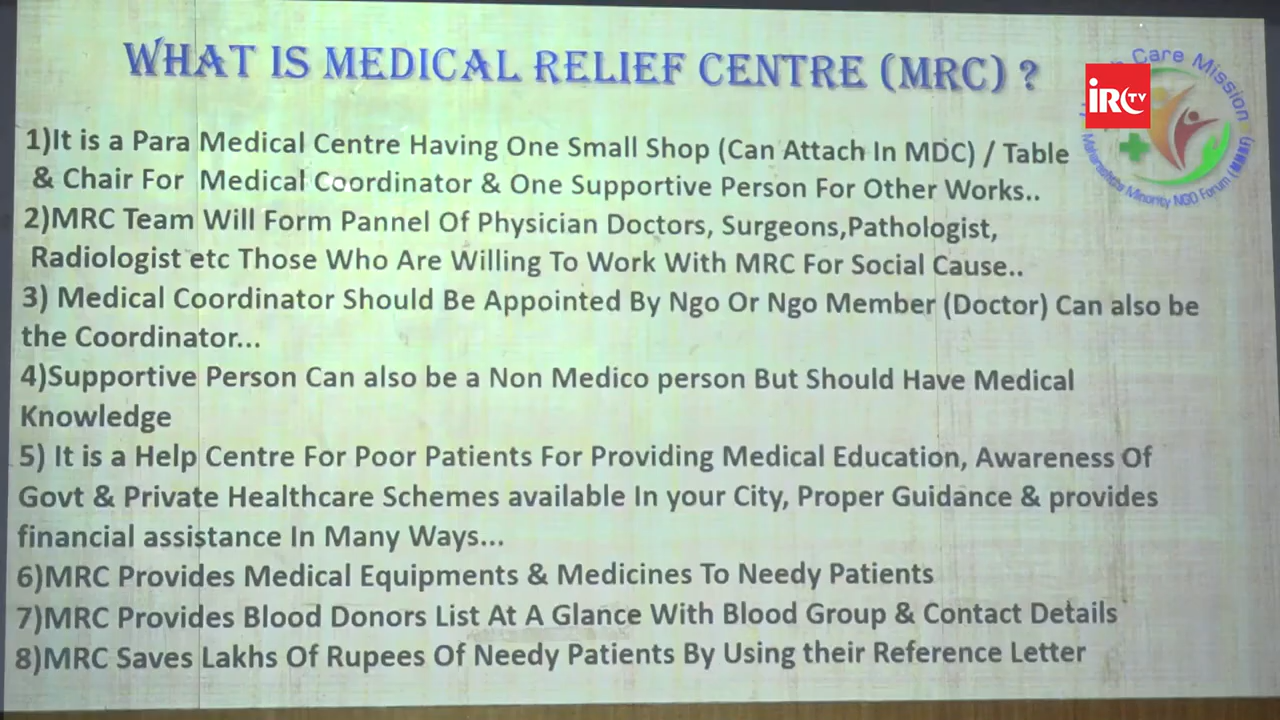 WHAT IS MEDICAL RELIEF CENTRE (MRC) ?
iRC TV
Care Mission
Maharashtra Minority NGO Forum (MMNF)
1)It is a Para Medical Centre Having One Small Shop (Can Attach In MDC) / Table
& Chair For Medical Coordinator & One Supportive Person For Other Works..
2)MRC Team Will Form Pannel Of Physician Doctors, Surgeons,Pathologist,
Radiologist etc Those Who Are Willing To Work With MRC For Social Cause..
3) Medical Coordinator Should Be Appointed By Ngo Or Ngo Member (Doctor) Can also be
the Coordinator...
4)Supportive Person Can also be a Non Medico person But Should Have Medical
Knowledge
5) It is a Help Centre For Poor Patients For Providing Medical Education, Awareness Of
Govt & Private Healthcare Schemes available In your City, Proper Guidance & provides
financial assistance In Many Ways...
6)MRC Provides Medical Equipments & Medicines To Needy Patients
7)MRC Provides Blood Donors List At A Glance With Blood Group & Contact Details
8)MRC Saves Lakhs Of Rupees Of Needy Patients By Using their Reference Letter